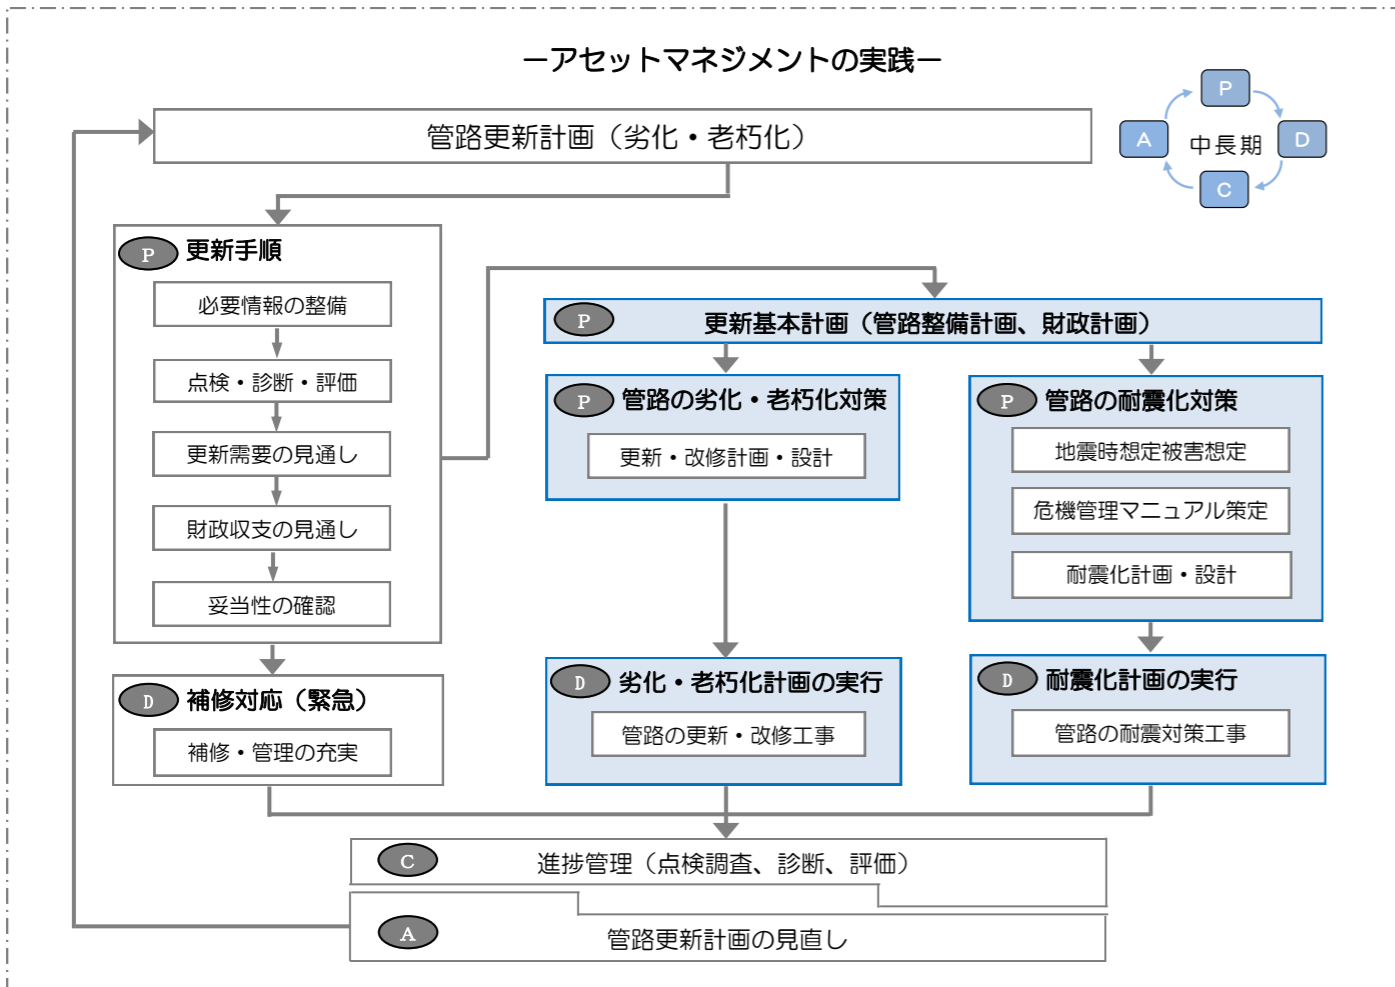 ーアセットマネジメントの実践ー
管路更新計画（劣化・老朽化）
P
A
中長期
D
C
P 更新手順
必要情報の整備
点検・診断・評価
更新需要の見通し
財政収支の見通し
妥当性の確認
D 補修対応（緊急）
補修・管理の充実
P 更新基本計画（管路整備計画、財政計画）
P 管路の劣化・老朽化対策
更新・改修計画・設計
D 劣化・老朽化計画の実行
管路の更新・改修工事
P 管路の耐震化対策
地震時想定被害想定
危機管理マニュアル策定
耐震化計画・設計
D 耐震化計画の実行
管路の耐震対策工事
C 進捗管理（点検調査、診断、評価）
A 管路更新計画の見直し